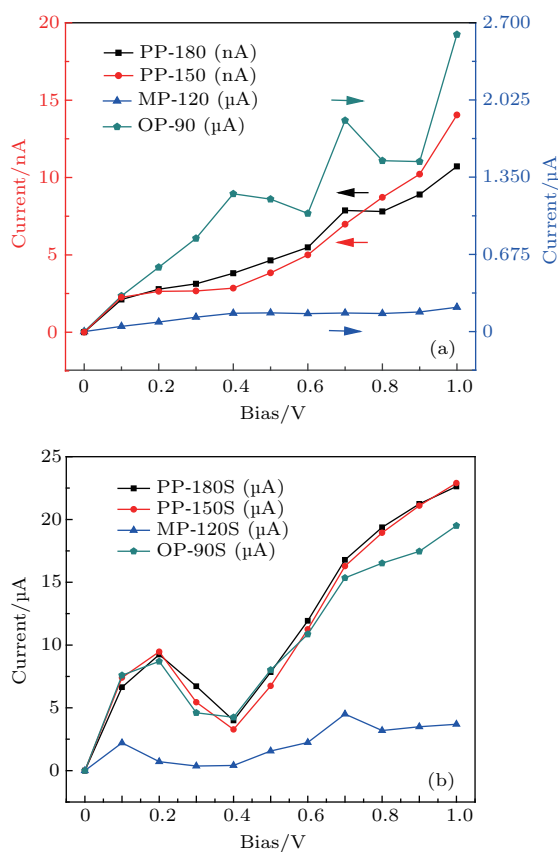 20
15
10
5
0
Current/nA
2.700
2.025
1.350
0.675
0
Current/µA
PP-180 (nA)
PP-150 (nA)
MP-120 (µA)
OP-90 (µA)
(a)
0 0.2 0.4 0.6 0.8 1.0
Bias/V
25
20
15
10
5
0
Current/µA
PP-180S (µA)
PP-150S (µA)
MP-120S (µA)
OP-90S (µA)
(b)
0 0.2 0.4 0.6 0.8 1.0
Bias/V